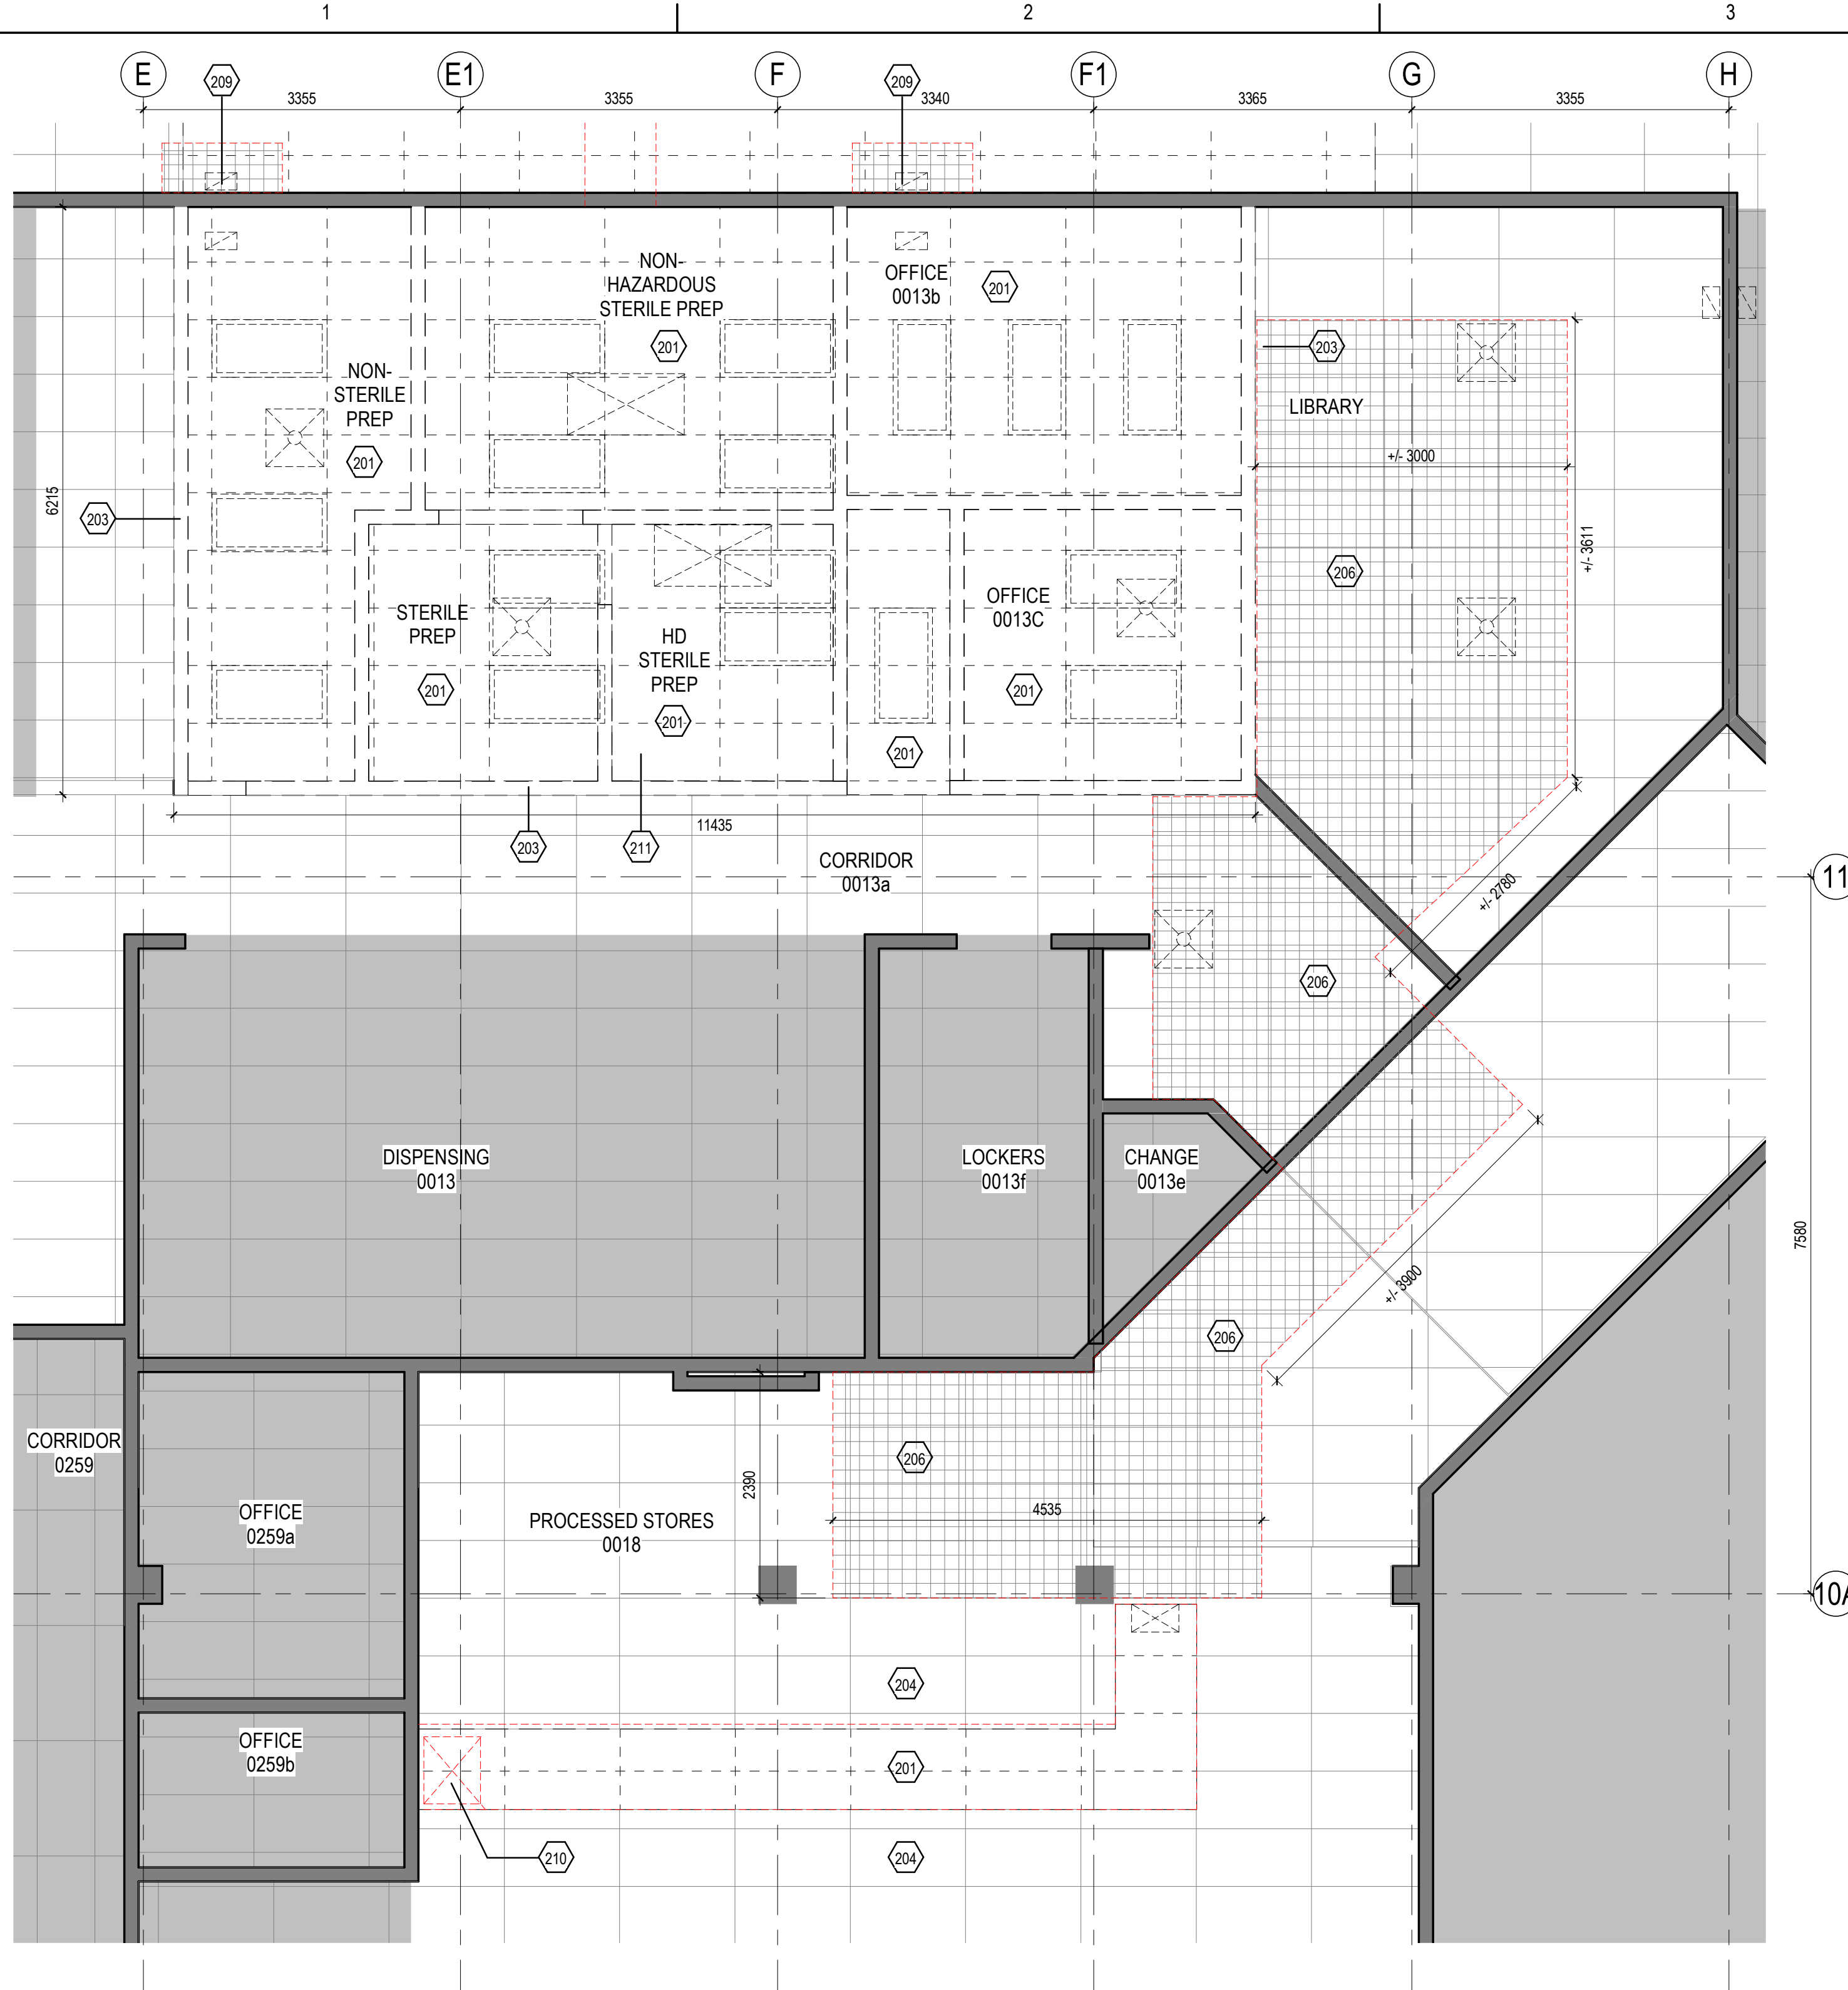 1
2
3
E
E1
F
F1
G
H
209
209
3355
3355
3340
3365
3355
NON-
HAZARDOUS
STERILE PREP
201
OFFICE
0013b
201
203
LIBRARY
NON-
STERILE
PREP
201
+/- 3000
6215
203
+/- 3611
206
STERILE
PREP
201
HD
STERILE
PREP
201
OFFICE
0013C
201
201
11435
203
211
CORRIDOR
0013a
11
+/- 2780
206
DISPENSING
0013
LOCKERS
0013f
CHANGE
0013e
7580
+/- 3900
206
CORRIDOR
0259
206
2390
4535
OFFICE
0259a
PROCESSED STORES
0018
10A
204
OFFICE
0259b
201
210
204